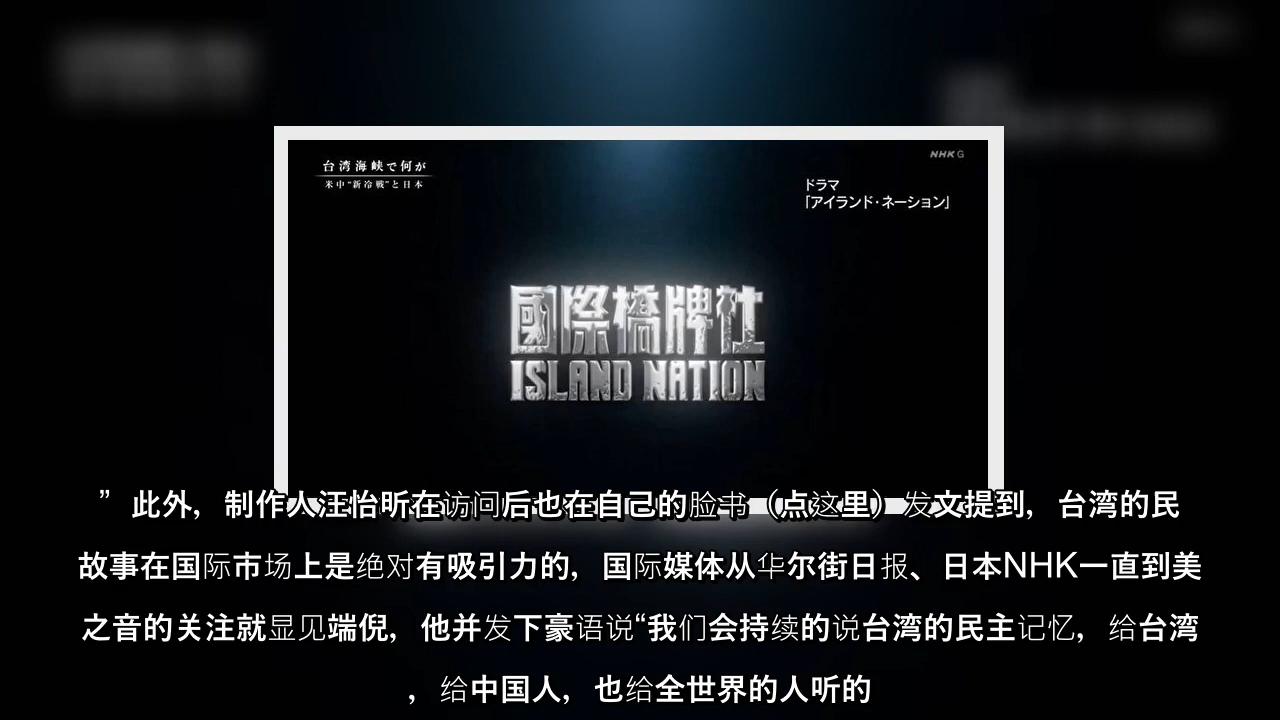 台湾海峡で何が
米中“新冷戦”と日本
NHK G
ドラマ
「アイランド・ネーション」
國際橋牌社
ISLAND NATION
” 此外，制作人汪怡昕在访问后也在自己的脸书（点这里）发文提到，台湾的民
故事在国际市场上是绝对有吸引力的，国际媒体从华尔街日报、日本NHK一直到美
之音的关注就显见端倪，他并发下豪语说“我们会持续的说台湾的民主记忆，给台湾
，给中国人，也给全世界的人听的